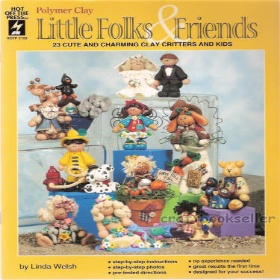 HOT
OFF THE
PRESS
Polymer Clay
Little Folks & Friends
23 CUTE AND CHARMING CLAY CRITTERS AND KIDS
by Linda Welsh
• step-by-step instructions
• step-by-step photos
• pre-tested directions
• no experience needed
• great results the first time
• designed for your success!